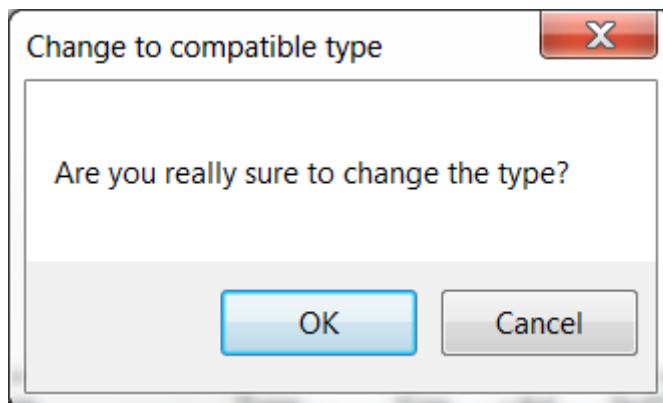 Change to compatible type
Are you really sure to change the type?
OK
Cancel